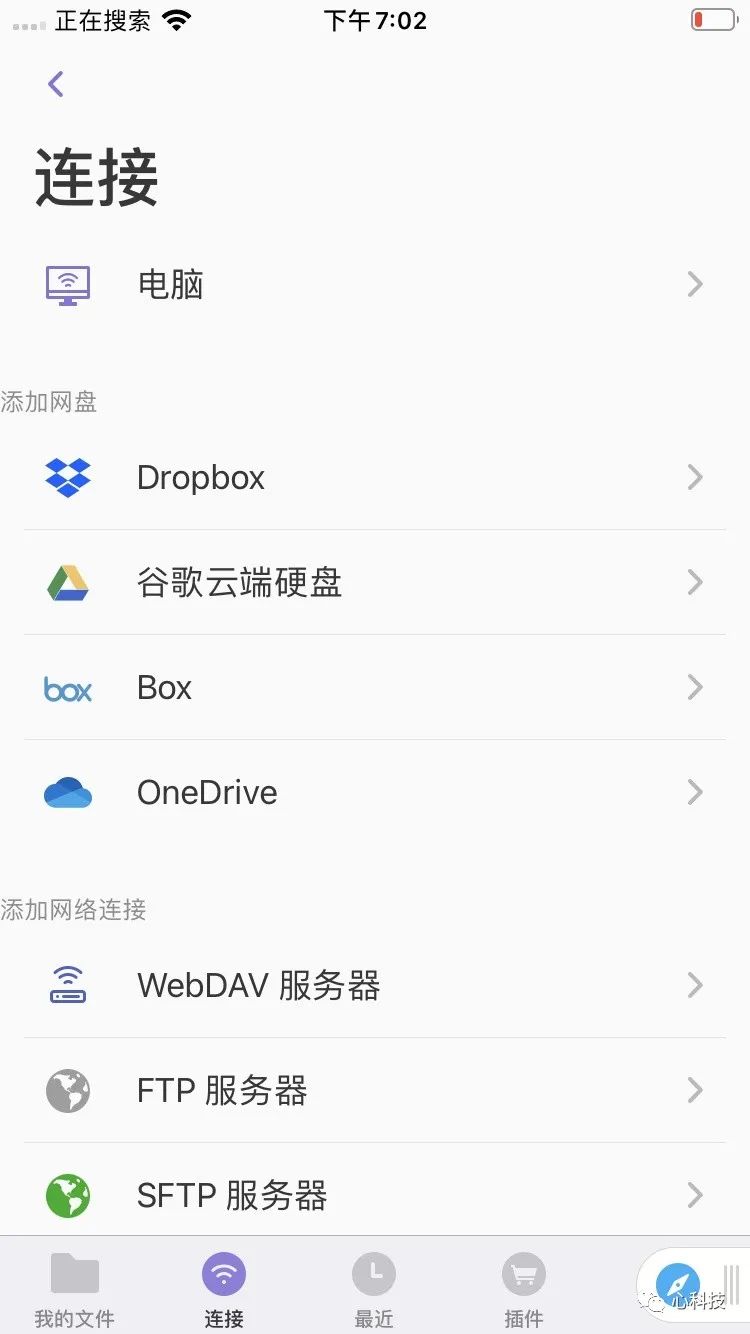 正在搜索
下午7:02
连接
电脑
添加网盘
Dropbox
谷歌云端硬盘
box
Box
OneDrive
添加网络连接
WebDAV 服务器
FTP 服务器
SFTP 服务器
我的文件
连接
最近
插件
心科技